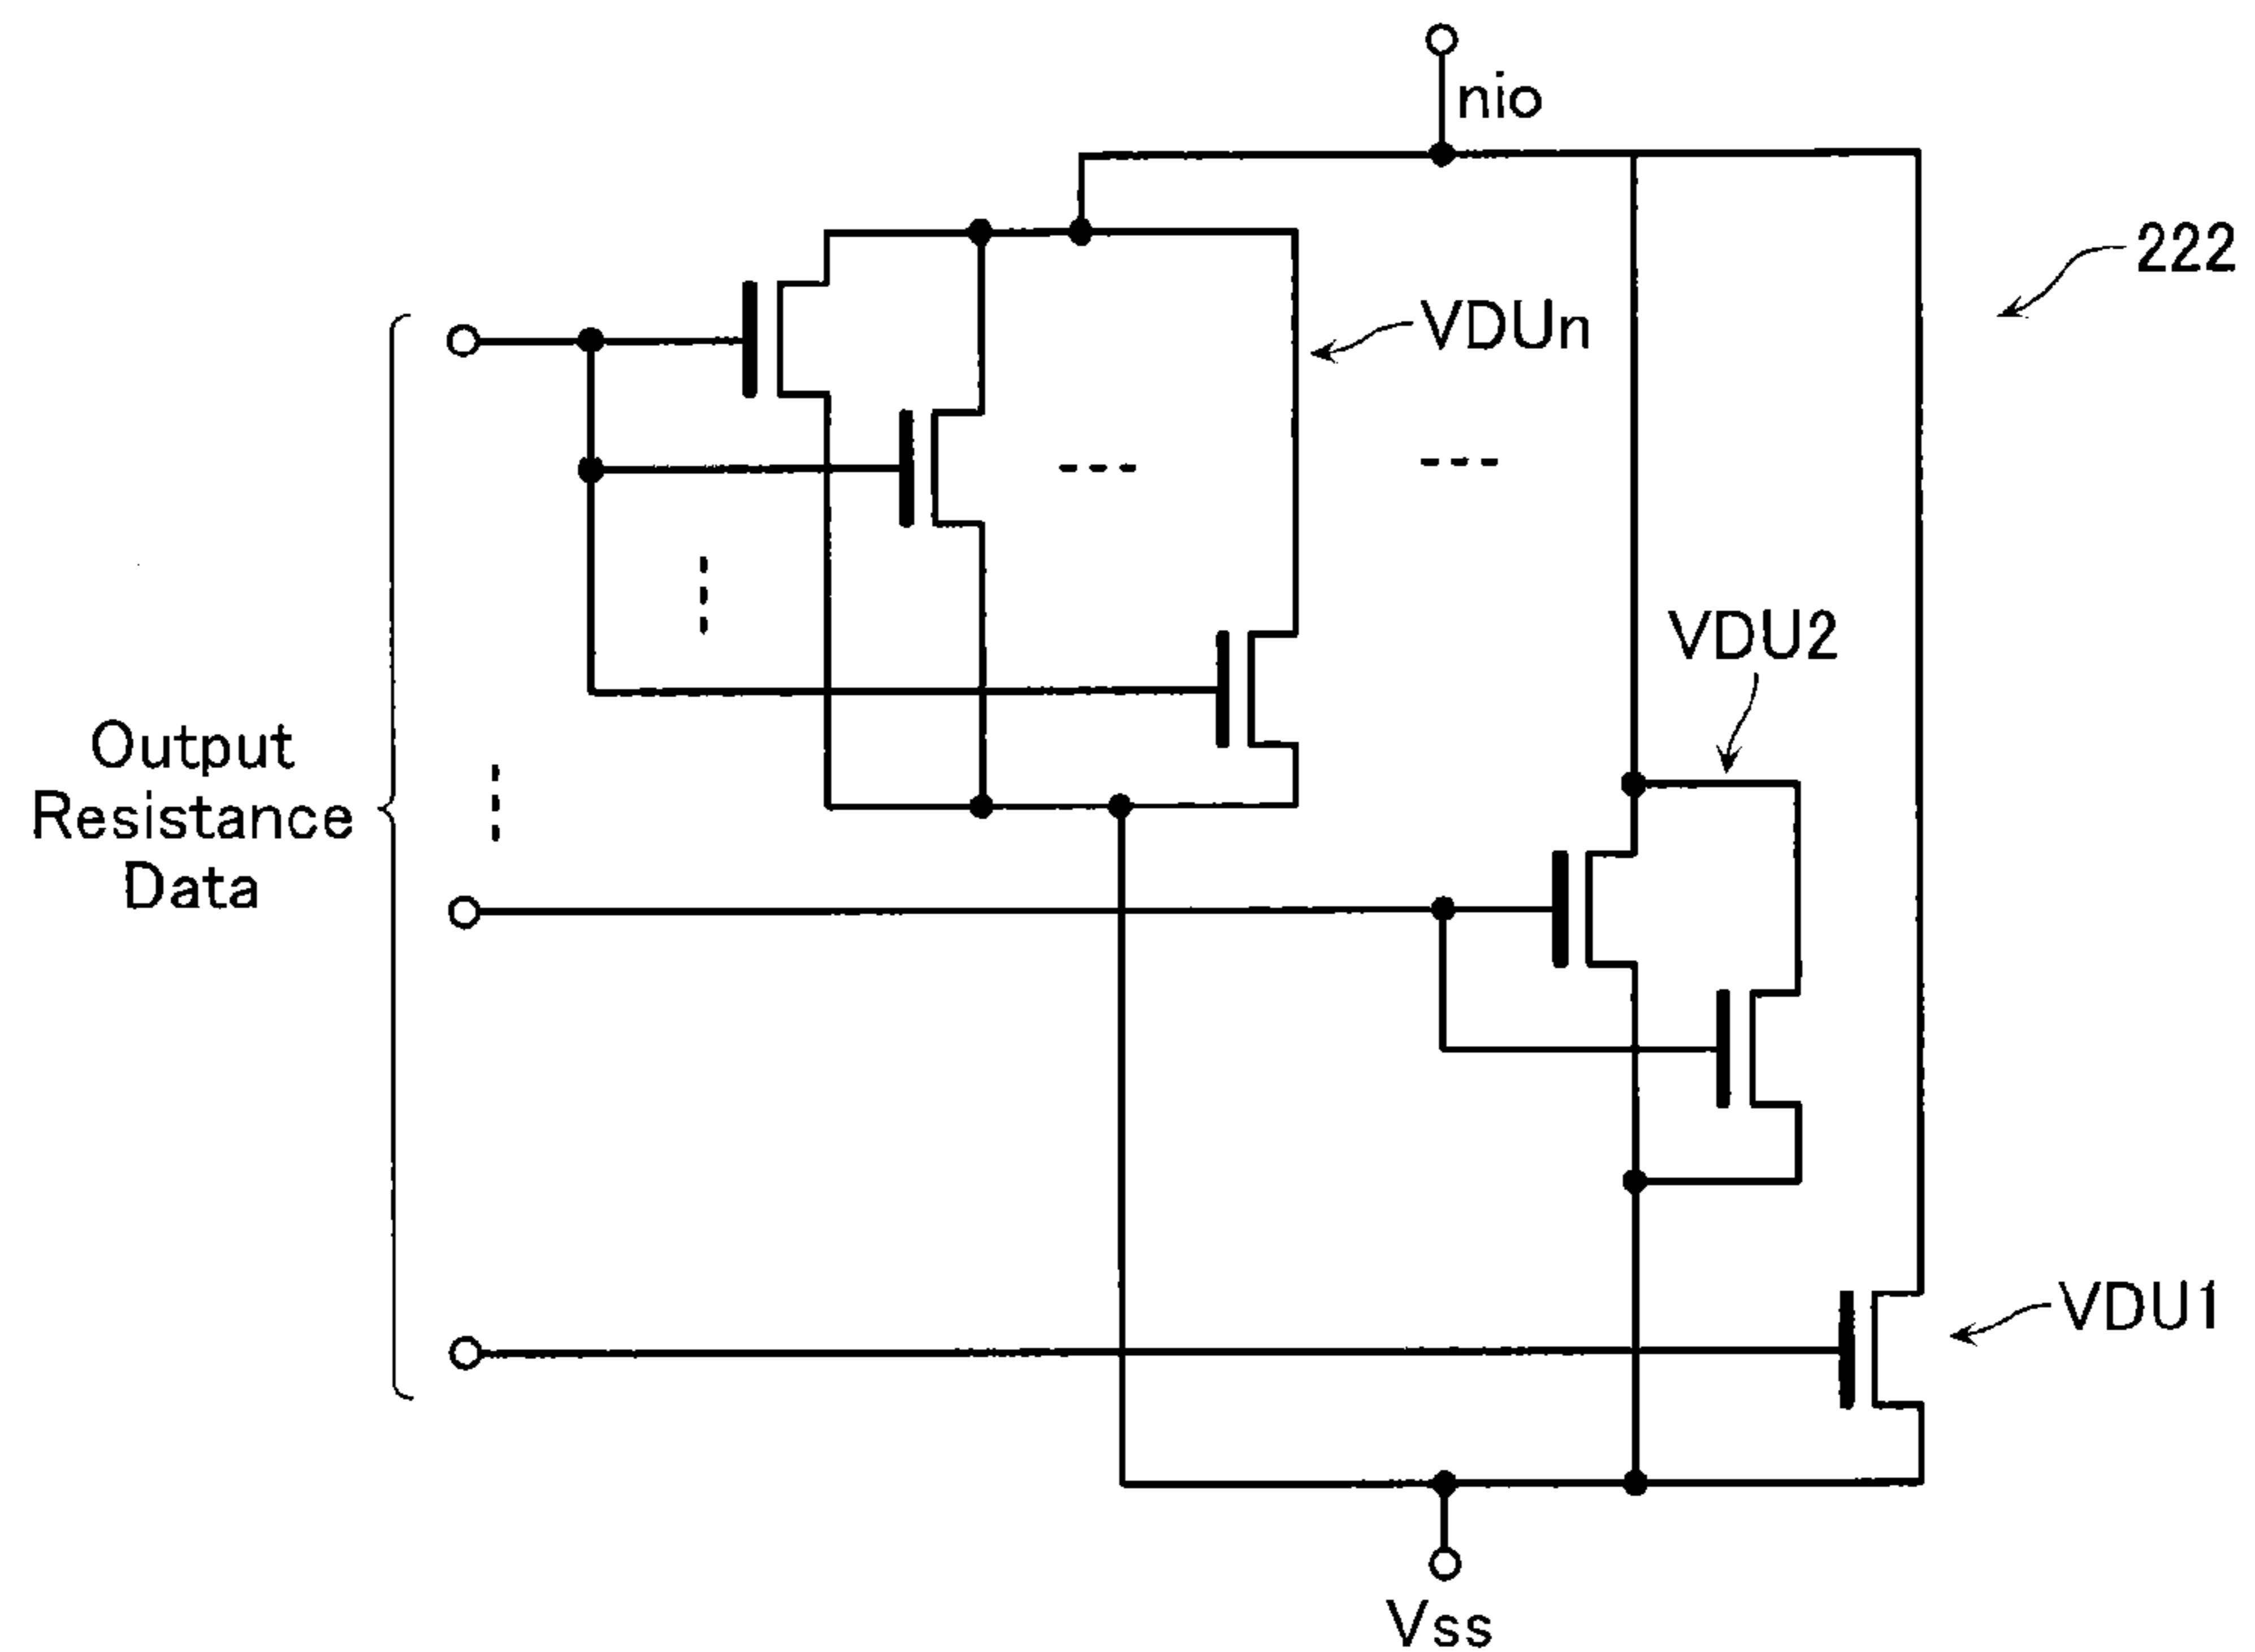 nio
222
VDUn
VDU2
Output
Resistance
Data
VDU1
Vss